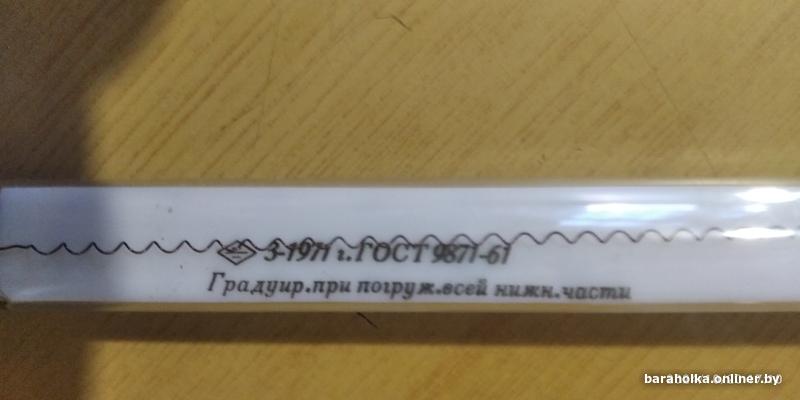 3-1971 г. ГОСТ 9871-61
Градуир.при погруж.всей нижн.части
baraholka.onliner.by